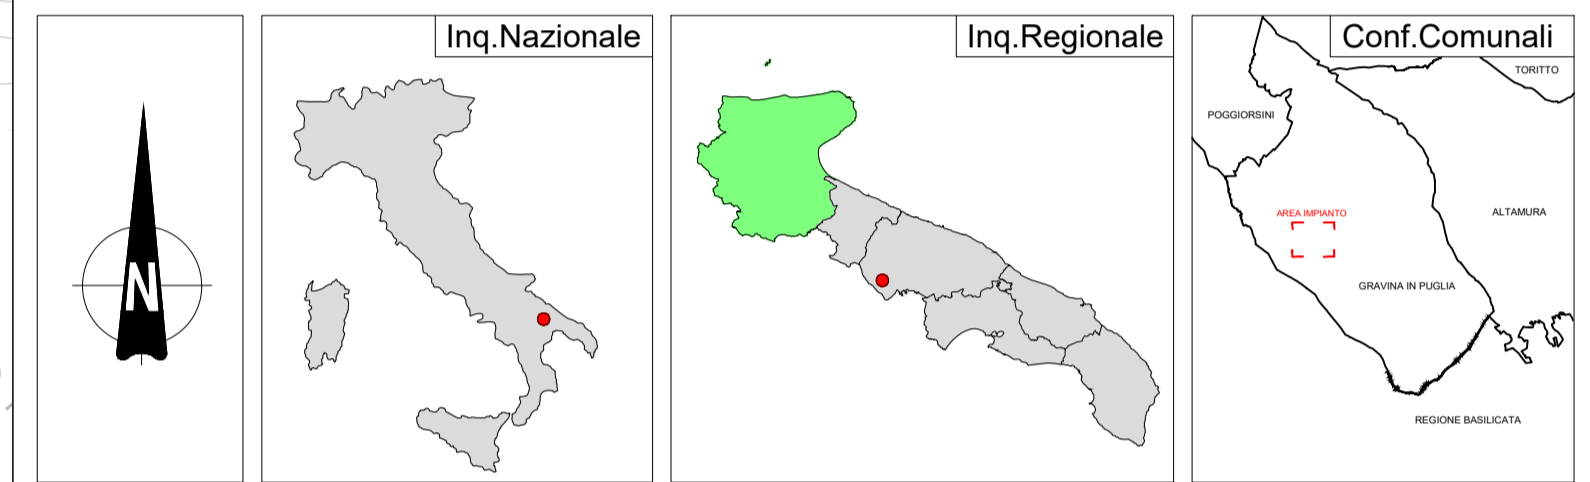 N
Inq.Nazionale
Inq.Regionale
Conf.Comunali
TORITTO
POGGIORSINI
AREA IMPIANTO
ALTAMURA
GRAVINA IN PUGLIA
REGIONE BASILICATA